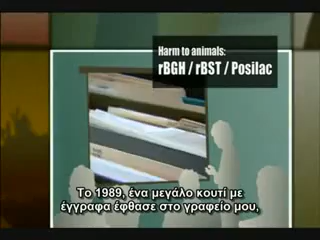 Harm to animals:
rBGH / rBST / Posilac
Το 1989, ένα μεγάλο κουτί με
έγγραφα έφθασε στο γραφείο μου,